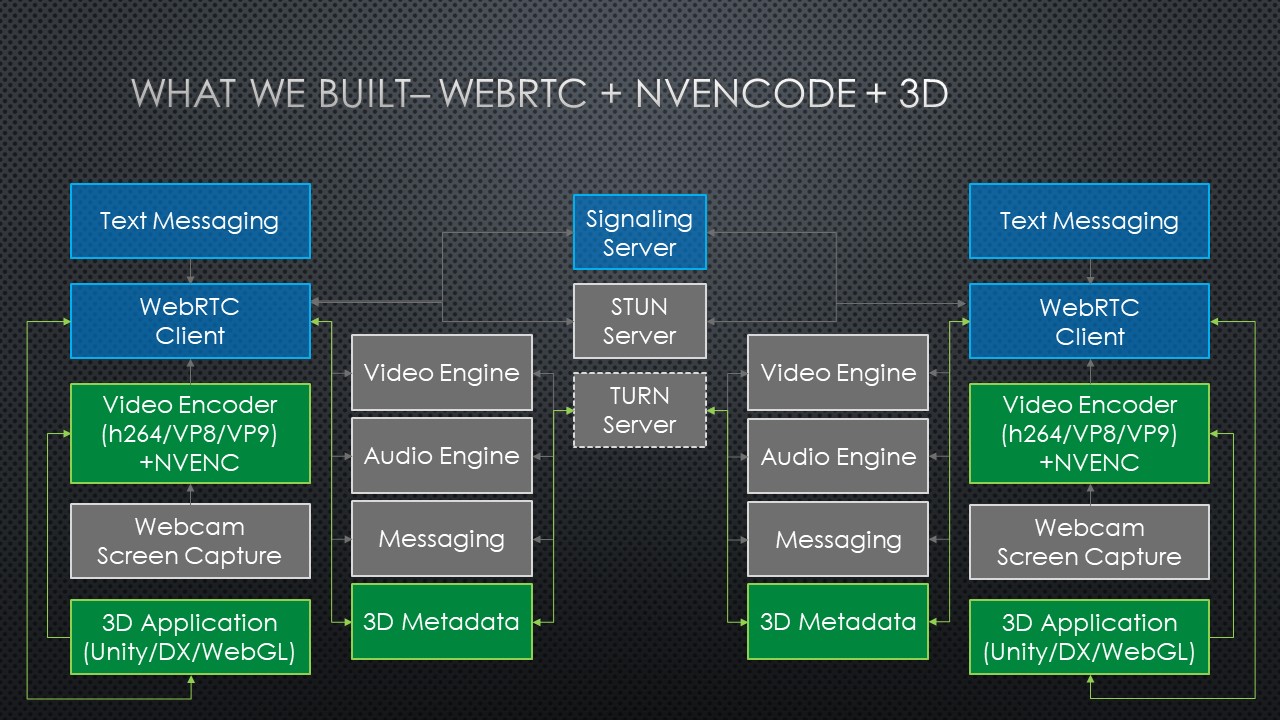 WHAT WE BUILT– WEBRTC + NVENCODE + 3D
Text Messaging
WebRTC
Client
Video Encoder
(h264/VP8/VP9)
+NVENC
Webcam
Screen Capture
3D Application
(Unity/DX/WebGL)
Video Engine
Audio Engine
Messaging
3D Metadata
Signaling
Server
STUN
Server
TURN
Server
Video Engine
Audio Engine
Messaging
3D Metadata
Text Messaging
WebRTC
Client
Video Encoder
(h264/VP8/VP9)
+NVENC
Webcam
Screen Capture
3D Application
(Unity/DX/WebGL)